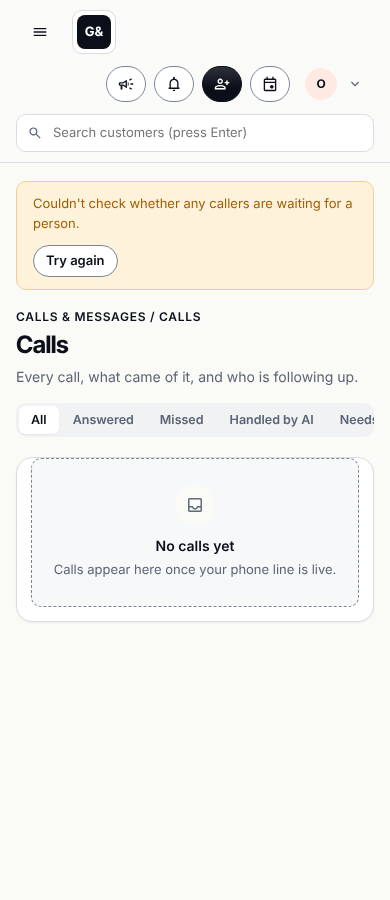 G&
O
Search customers (press Enter)
Couldn't check whether any callers are waiting for a
person.
Try again
CALLS & MESSAGES / CALLS
Calls
Every call, what came of it, and who is following up.
All Answered Missed Handled by AI Needs
No calls yet
Calls appear here once your phone line is live.